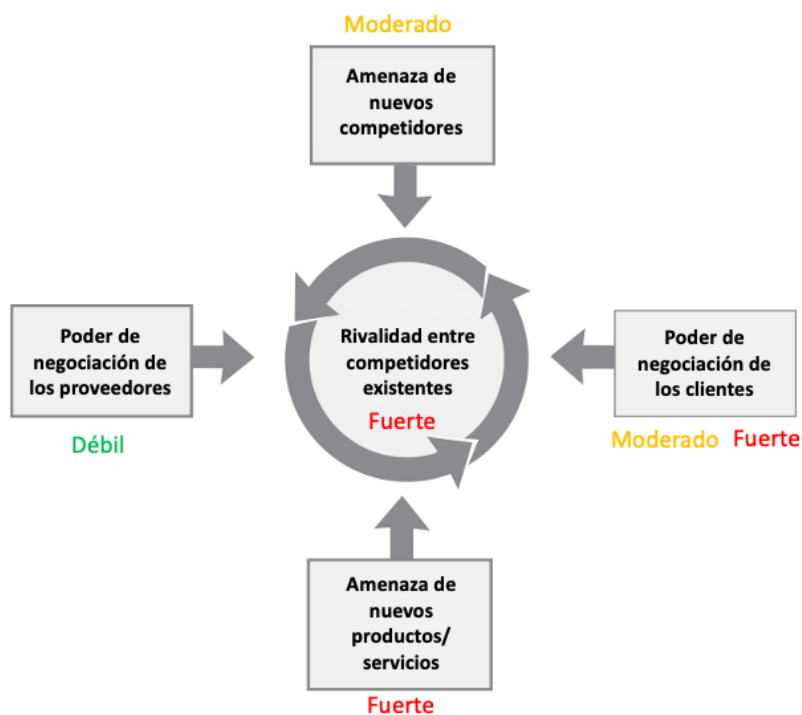 Moderado
Amenaza de
nuevos
competidores
Poder de
negociación de
los proveedores
Débil
Rivalidad entre
competidores
existentes
Fuerte
Poder de
negociación de
los clientes
Moderado Fuerte
Amenaza de
nuevos
productos/
servicios
Fuerte